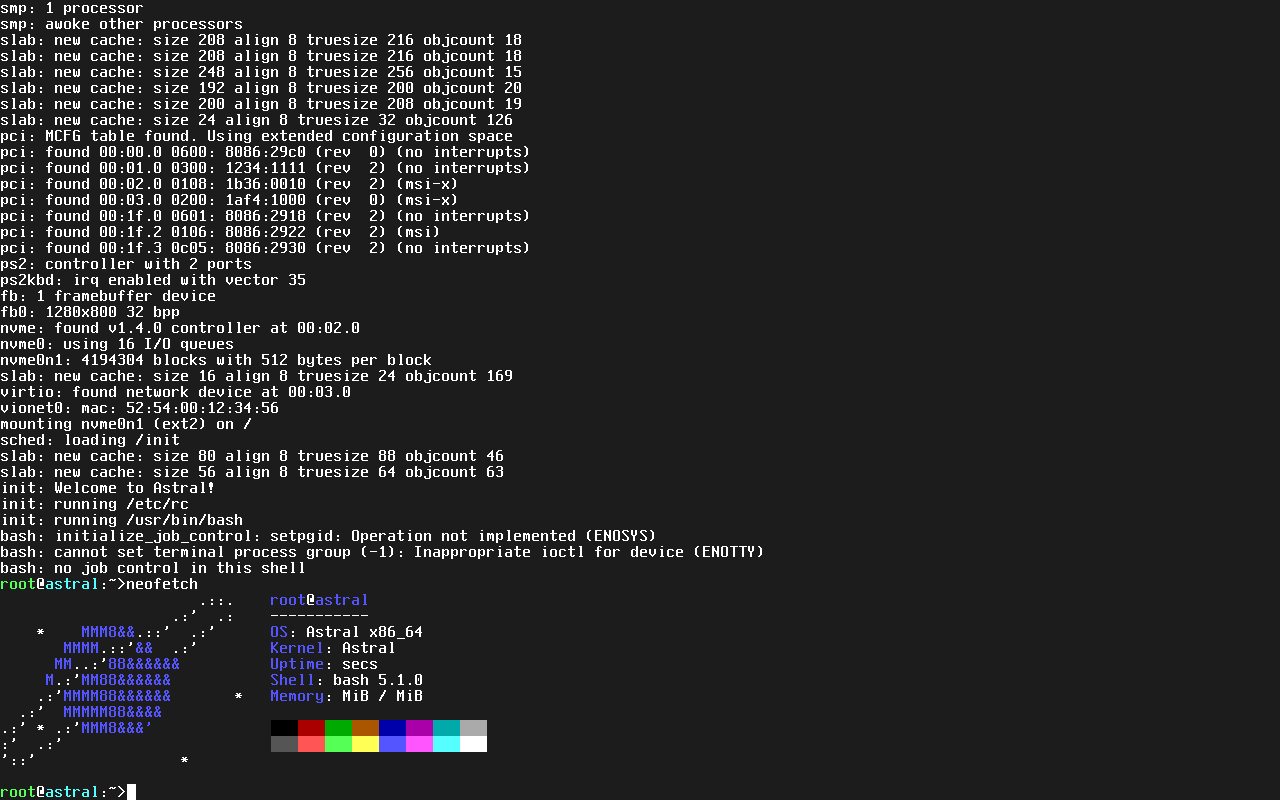 smp: 1 processor
smp: awoke other processors
slab: new cache: size 208 align 8 truesize 216 objcount 18
slab: new cache: size 208 align 8 truesize 216 objcount 18
slab: new cache: size 248 align 8 truesize 256 objcount 15
slab: new cache: size 192 align 8 truesize 200 objcount 20
slab: new cache: size 200 align 8 truesize 208 objcount 19
slab: new cache: size 24 align 8 truesize 32 objcount 126
pci: MCFG table found. Using extended configuration space
pci: found 00:00.0 0600: 8086:29c0 (rev  0) (no interrupts)
pci: found 00:01.0 0300: 1234:1111 (rev  2) (no interrupts)
pci: found 00:02.0 0108: 1b36:0010 (rev  2) (msi-x)
pci: found 00:03.0 0200: 1af4:1000 (rev  0) (msi-x)
pci: found 00:1f.0 0601: 8086:2918 (rev  2) (no interrupts)
pci: found 00:1f.2 0106: 8086:2922 (rev  2) (msi)
pci: found 00:1f.3 0c05: 8086:2930 (rev  2) (no interrupts)
ps2: controller with 2 ports
ps2kbd: irq enabled with vector 35
fb: 1 framebuffer device
fb0: 1280x800 32 bpp
nvme: found v1.4.0 controller at 00:02.0
nvme0: using 16 I/O queues
nvme0n1: 4194304 blocks with 512 bytes per block
slab: new cache: size 16 align 8 truesize 24 objcount 169
virtio: found network device at 00:03.0
vionet0: mac: 52:54:00:12:34:56
mounting nvme0n1 (ext2) on /
sched: loading /init
slab: new cache: size 80 align 8 truesize 88 objcount 46
slab: new cache: size 56 align 8 truesize 64 objcount 63
init: Welcome to Astral!
init: running /etc/rc
init: running /usr/bin/bash
bash: initialize_job_control: setpgid: Operation not implemented (ENOSYS)
bash: cannot set terminal process group (-1): Inappropriate ioctl for device (ENOTTY)
bash: no job control in this shell
root@astral:~>neofetch
                      .::.    root@astral
                   .:'  .:    -----------
    *    MMM8&&.::'  .:'      OS: Astral x86_64
       MMMM.::'&&  .:'        Kernel: Astral
      MM..:'88&&&&&&          Uptime: secs
     M.:'MM88&&&&&&           Shell: bash 5.1.0
    .:'MMMM88&&&&&&       *   Memory: MiB / MiB
  .:'  MMMMM88&&&&
.:' * .:'MMM8&&&'
:'  .:'
'::'                *
root@astral:~>